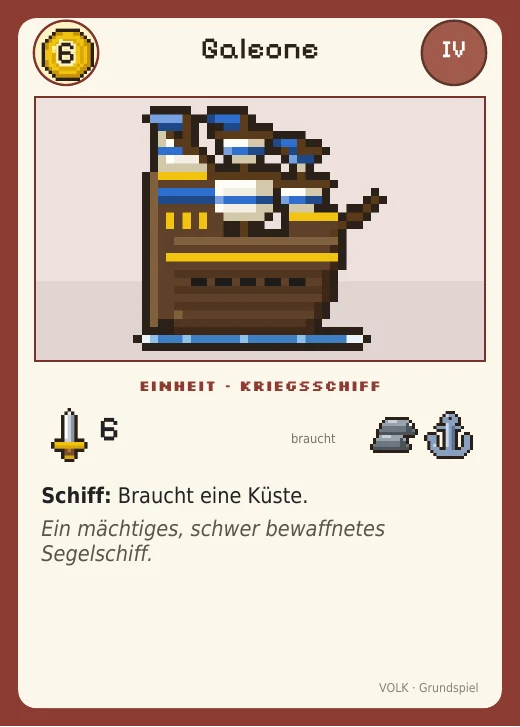 6
Galeone
IV
EINHEIT · KRIEGSSCHIFF
6
braucht
Schiff: Braucht eine Küste.
Ein mächtiges, schwer bewaffnetes
Segelschiff.
VOLK · Grundspiel